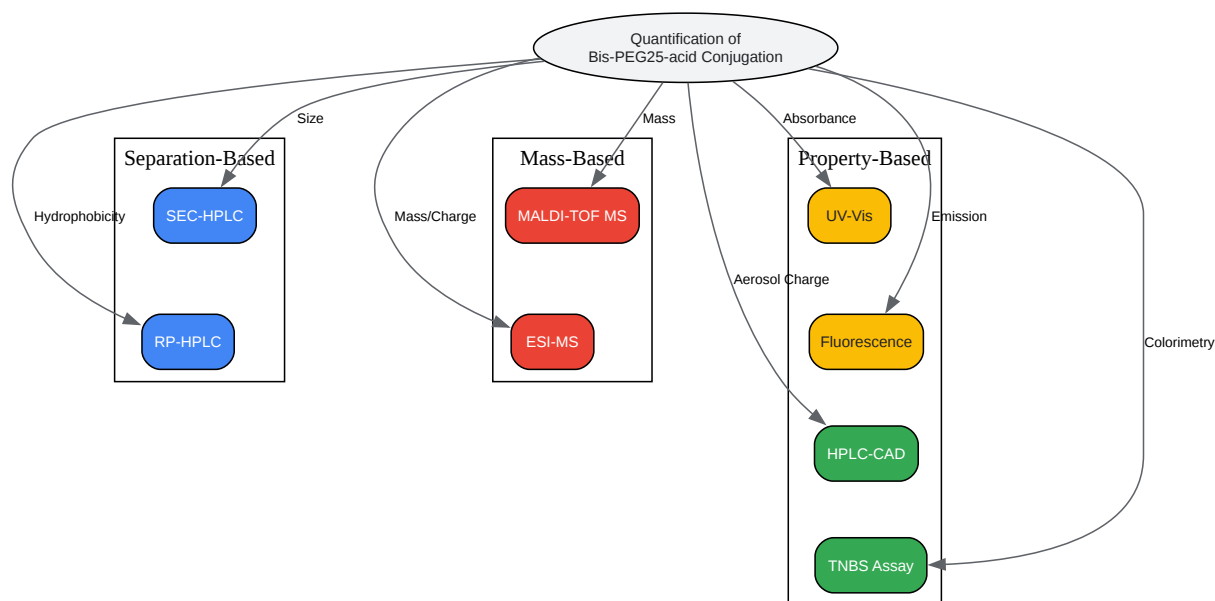 Quantification of
Bis-PEG25-acid Conjugation
Size
Mass
Absorbance
Separation-Based
Mass-Based
Property-Based
SEC-HPLC
MALDI-TOF MS
UV-Vis
Hydrophobicity
Mass/Charge
Emission
Aerosol Charge
RP-HPLC
ESI-MS
Fluorescence
Colorimetry
HPLC-CAD
TNBS Assay